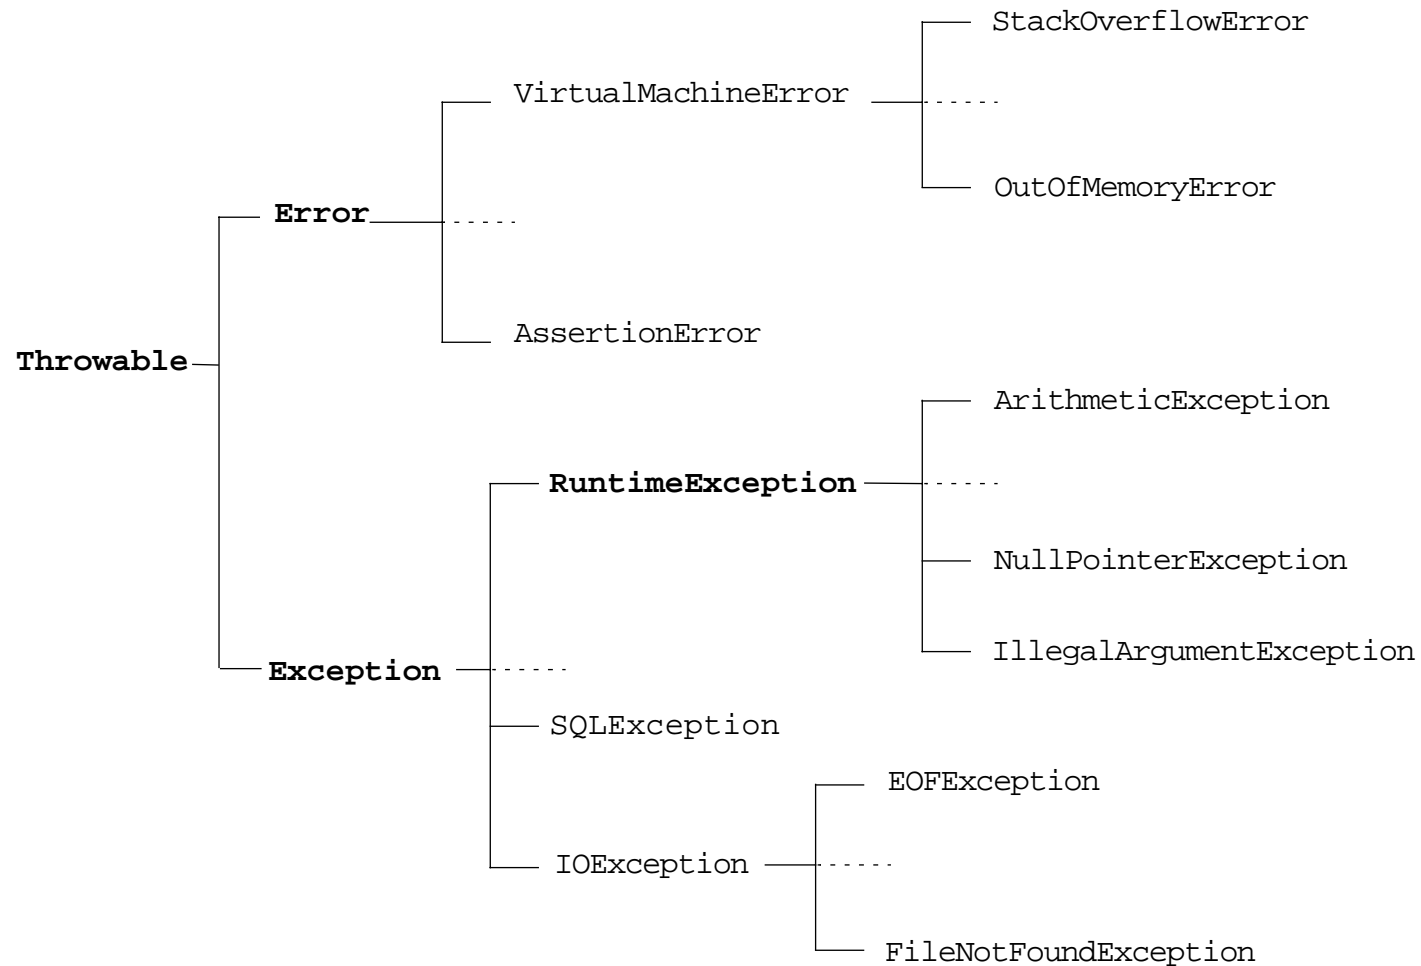 StackOverflowError
VirtualMachineError
OutOfMemoryError
Error
AssertionError
Throwable
ArithmeticException
RuntimeException
NullPointerException
IllegalArgumentException
Exception
SQLException
EOFException
IOException
FileNotFoundException